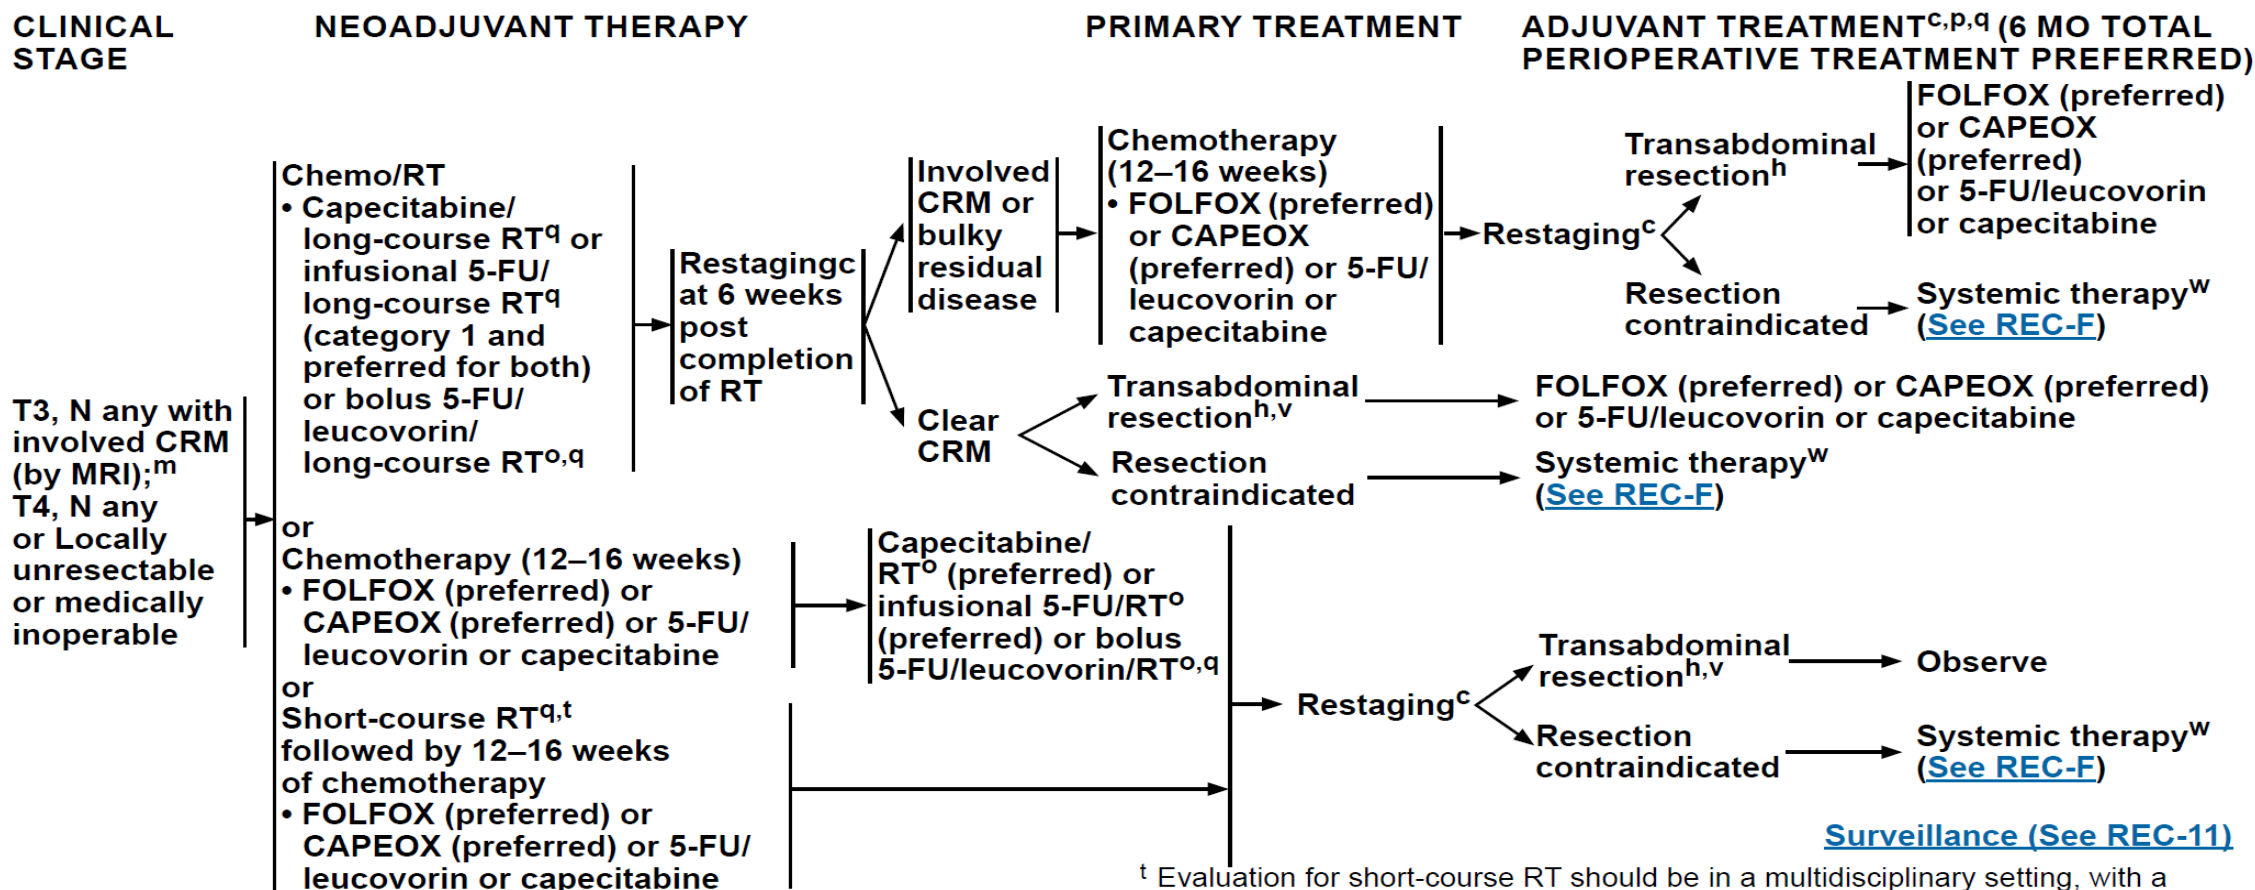 CLINICAL
STAGE
NEOADJUVANT THERAPY
PRIMARY TREATMENT
ADJUVANT TREATMENTc,p,q (6 MO TOTAL
PERIOPERATIVE TREATMENT PREFERRED)
T3, N any with
involved CRM
(by MRI);m
T4, N any
or Locally
unresectable
or medically
inoperable
Chemo/RT
• Capecitabine/
long-course RTq or
infusional 5-FU/
long-course RTq
(category 1 and
preferred for both)
or bolus 5-FU/
leucovorin/
long-course RTo,q
Restagingc
at 6 weeks
post
completion
of RT
Involved
CRM or
bulky
residual
disease
Chemotherapy
(12–16 weeks)
• FOLFOX (preferred)
or CAPEOX
(preferred) or 5-FU/
leucovorin or
capecitabine
Restagingc
Transabdominal
resectionh
FOLFOX (preferred)
or CAPEOX
(preferred)
or 5-FU/leucovorin
or capecitabine
Resection
contraindicated
Systemic therapyw
(See REC-F)
Clear
CRM
Transabdominal
resectionh,v
FOLFOX (preferred) or CAPEOX (preferred)
or 5-FU/leucovorin or capecitabine
Resection
contraindicated
Systemic therapyw
(See REC-F)
or
Chemotherapy (12–16 weeks)
• FOLFOX (preferred) or
CAPEOX (preferred) or 5-FU/
leucovorin or capecitabine
Capecitabine/
RTo (preferred) or
infusional 5-FU/RTo
(preferred) or bolus
5-FU/leucovorin/RTo,q
or
Short-course RTq,t
followed by 12–16 weeks
of chemotherapy
• FOLFOX (preferred) or
CAPEOX (preferred) or 5-FU/
leucovorin or capecitabine
Restagingc
Transabdominal
resectionh,v
Observe
Resection
contraindicated
Systemic therapyw
(See REC-F)
Surveillance (See REC-11)
t Evaluation for short-course RT should be in a multidisciplinary setting, with a